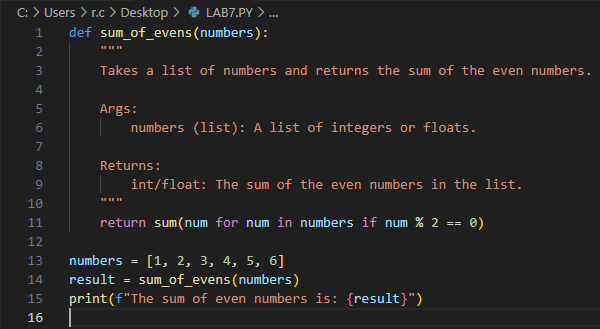 C: > Users > r.c > Desktop > LAB7.PY > ...
1 def sum_of_evens(numbers):
2     """
3     Takes a list of numbers and returns the sum of the even numbers.
4
5     Args:
6         numbers (list): A list of integers or floats.
7
8     Returns:
9         int/float: The sum of the even numbers in the list.
10     """
11     return sum(num for num in numbers if num % 2 == 0)
12
13 numbers = [1, 2, 3, 4, 5, 6]
14 result = sum_of_evens(numbers)
15 print(f"The sum of even numbers is: {result}")
16